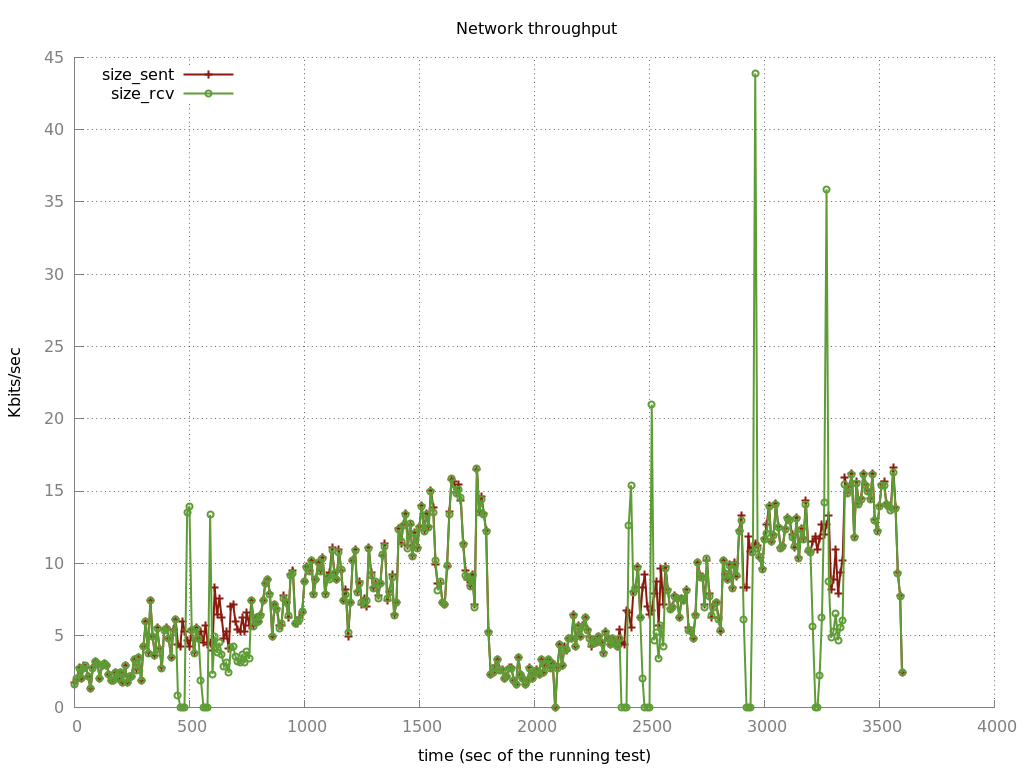 Network throughput
45
size_sent
size_rcv
40
35
30
25
Kbits/sec
20
15
10
5
0
0 500 1000 1500 2000 2500 3000 3500 4000
time (sec of the running test)